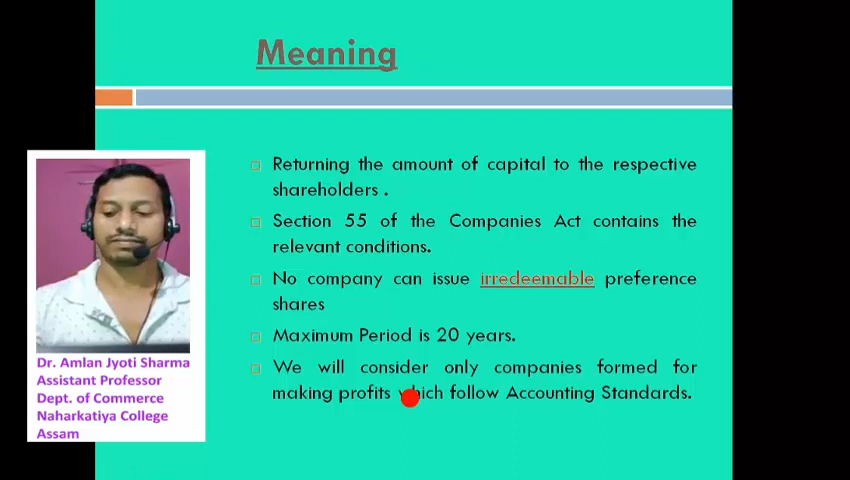 Meaning
Returning the amount of capital to the respective
shareholders .
Section 55 of the Companies Act contains the
relevant conditions.
No company can issue irredeemable preference
shares
Maximum Period is 20 years.
We will consider only companies formed for
making profits which follow Accounting Standards.
Dr. Amlan Jyoti Sharma
Assistant Professor
Dept. of Commerce
Naharkatiya College
Assam